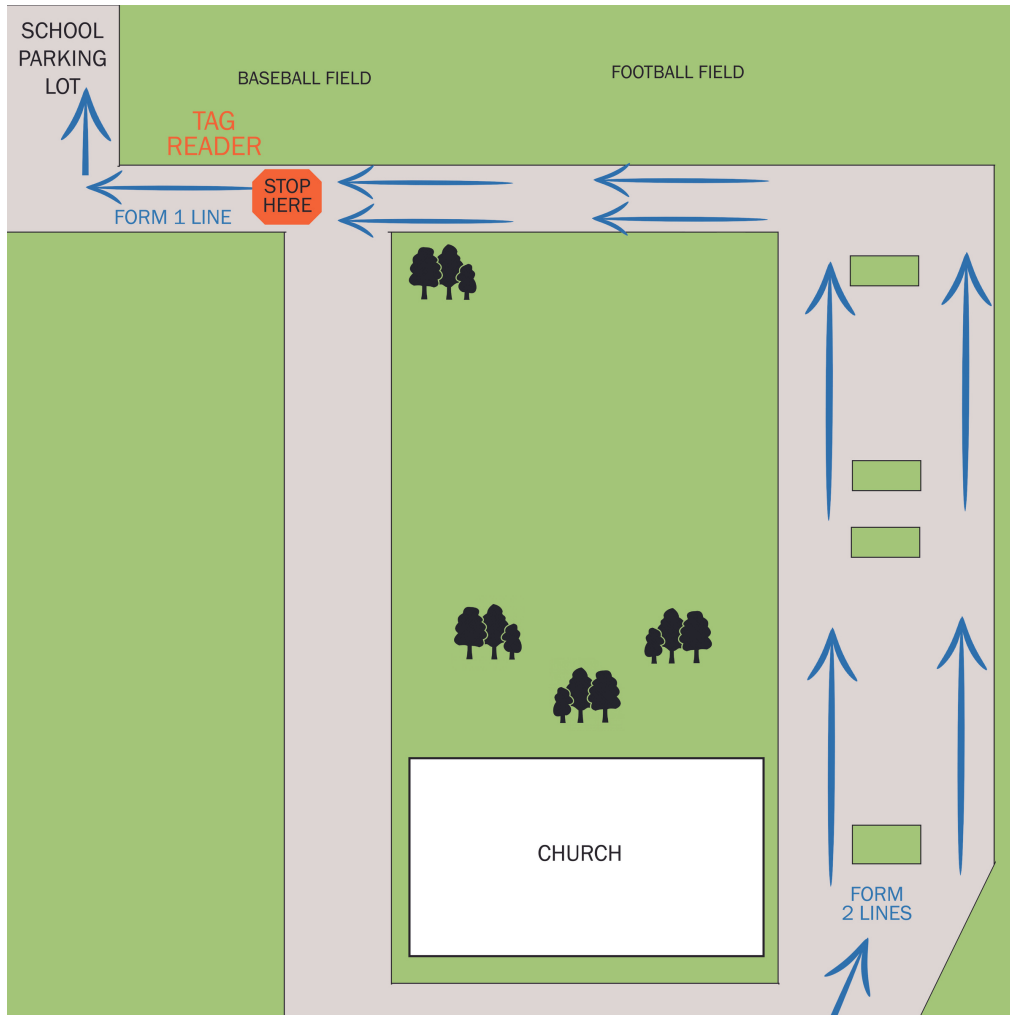 SCHOOL
PARKING
LOT
BASEBALL FIELD
FOOTBALL FIELD
TAG
READER
STOP
HERE
FORM 1 LINE
CHURCH
FORM
2 LINES